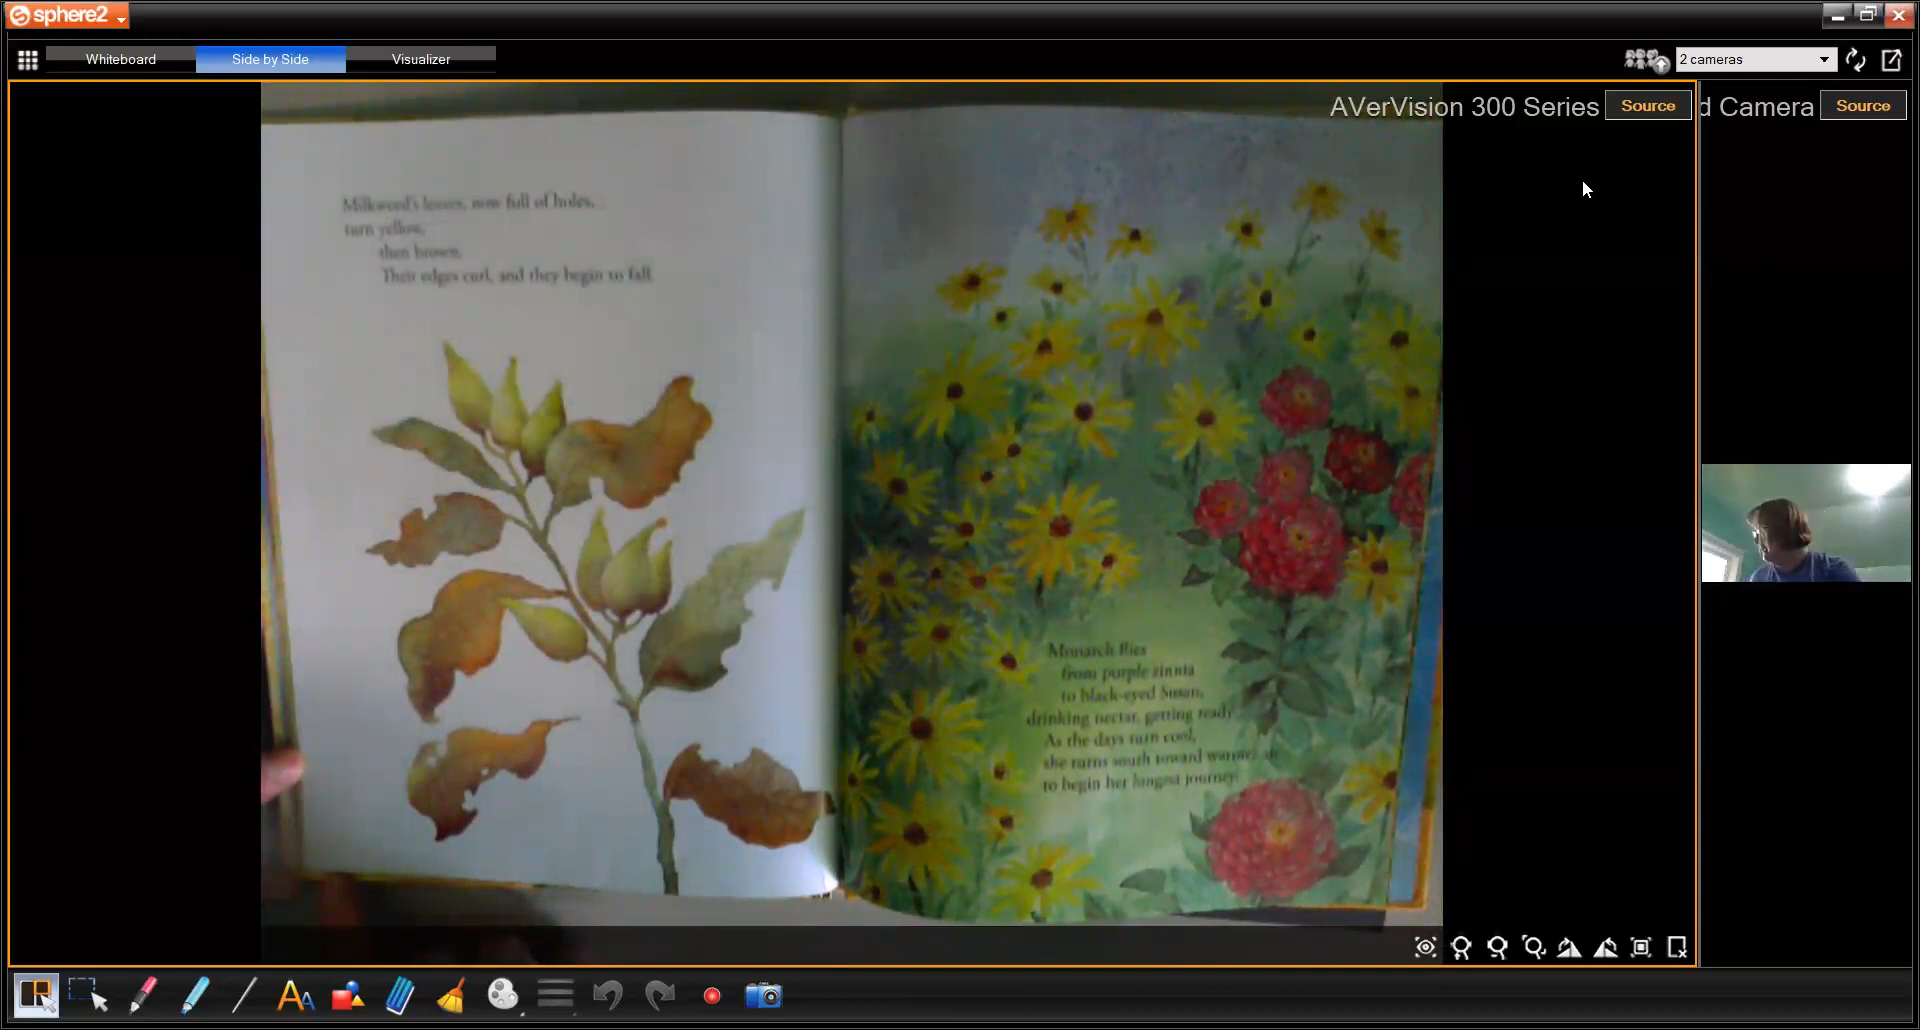 sphere2
Whiteboard
Side by Side
Visualizer
2 cameras
AVerVision 300 Series
Source
d Camera
Source
Milkweed's leaves, now full of holes,
turn yellow,
then brown.
Their edges curl, and they begin to fall.
Monarch flies
from purple zinnia
to black-eyed Susan,
drinking nectar, getting ready.
As the days turn cool,
she turns south toward warmer air
to begin her longest journey.